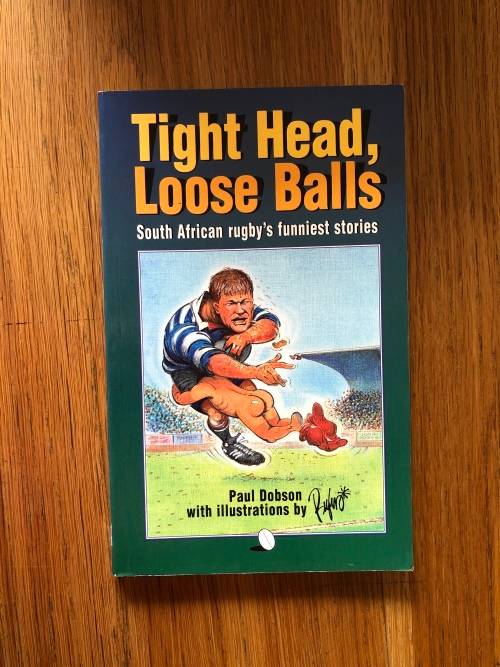 Tight Head,
Loose Balls
South African rugby's funniest stories
Paul Dobson
with illustrations by